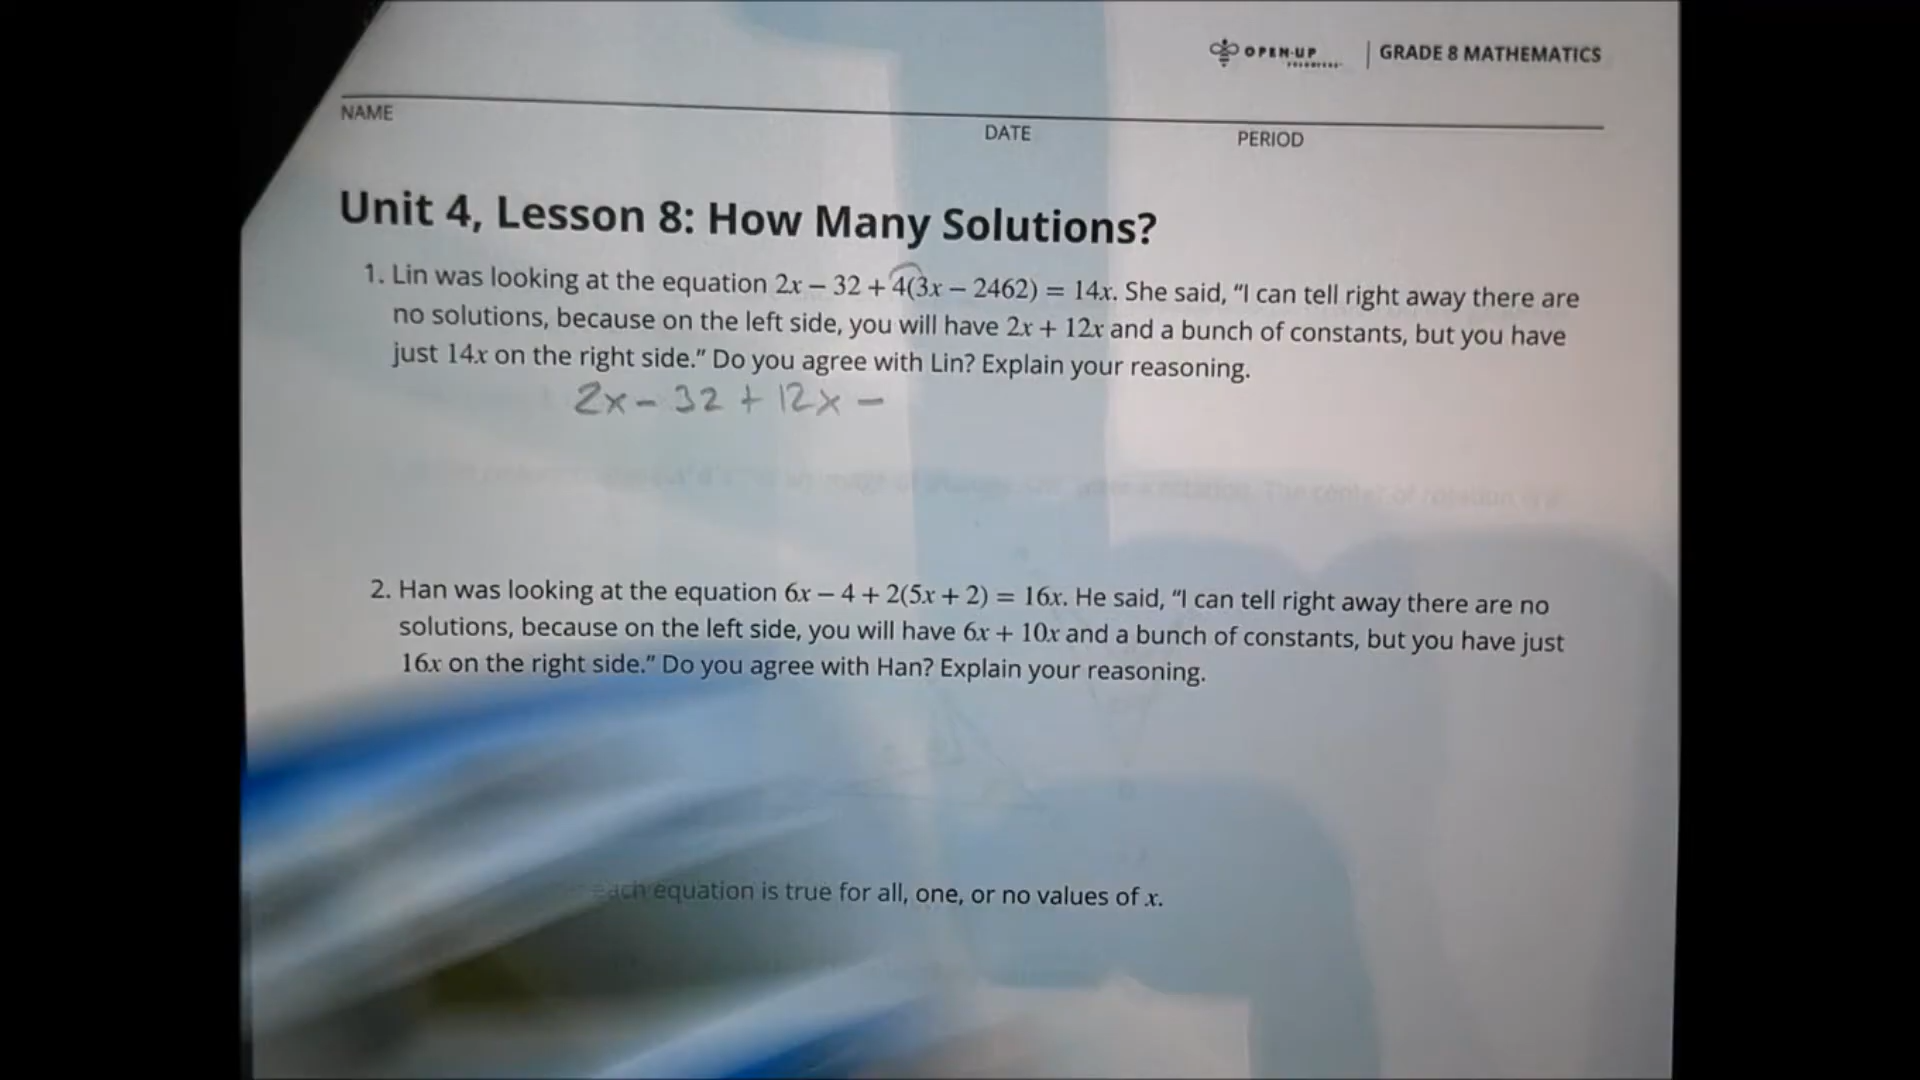 OPEN-UP | GRADE 8 MATHEMATICS
NAME
DATE
PERIOD
Unit 4, Lesson 8: How Many Solutions?
1. Lin was looking at the equation 2x – 32 + 4(3x – 2462) = 14x. She said, “I can tell right away there are
no solutions, because on the left side, you will have 2x + 12x and a bunch of constants, but you have
just 14x on the right side.” Do you agree with Lin? Explain your reasoning.
2x – 32 + 12x –
2. Han was looking at the equation 6x – 4 + 2(5x + 2) = 16x. He said, “I can tell right away there are no
solutions, because on the left side, you will have 6x + 10x and a bunch of constants, but you have just
16x on the right side.” Do you agree with Han? Explain your reasoning.
each equation is true for all, one, or no values of x.